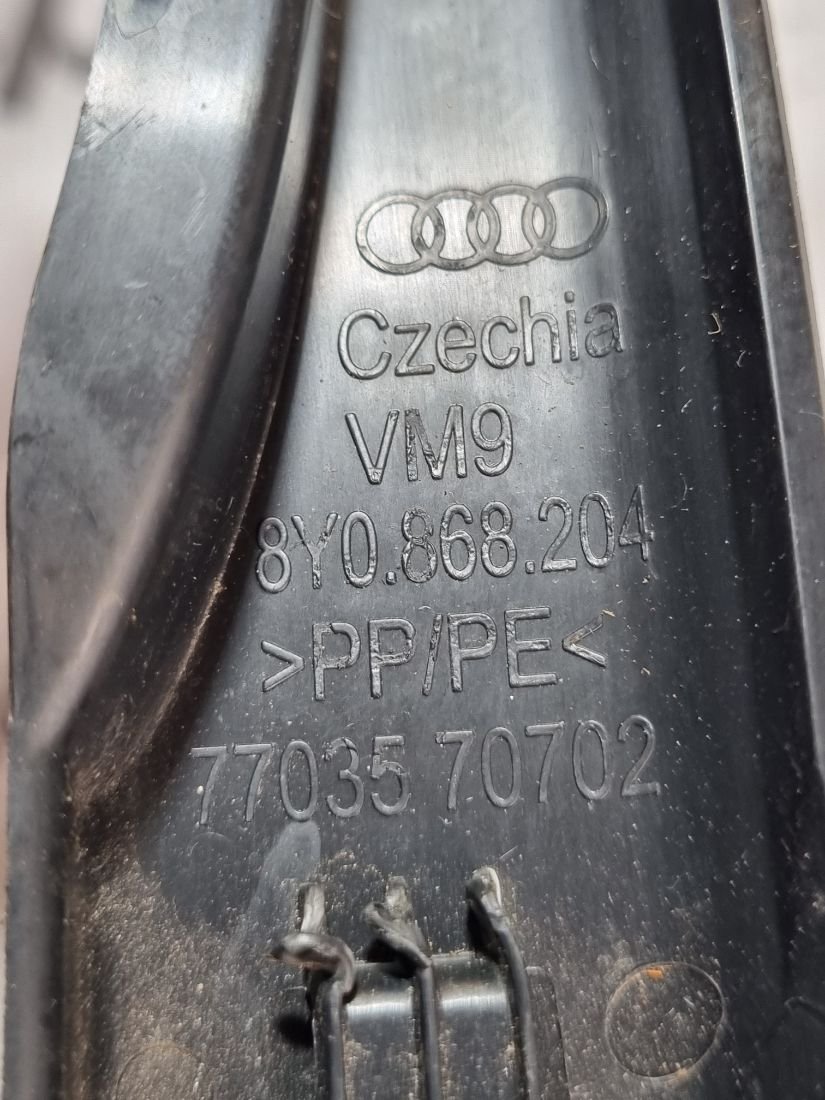 Czechia
VM9
8Y0.868.204
>PP/PE<
77035 70702